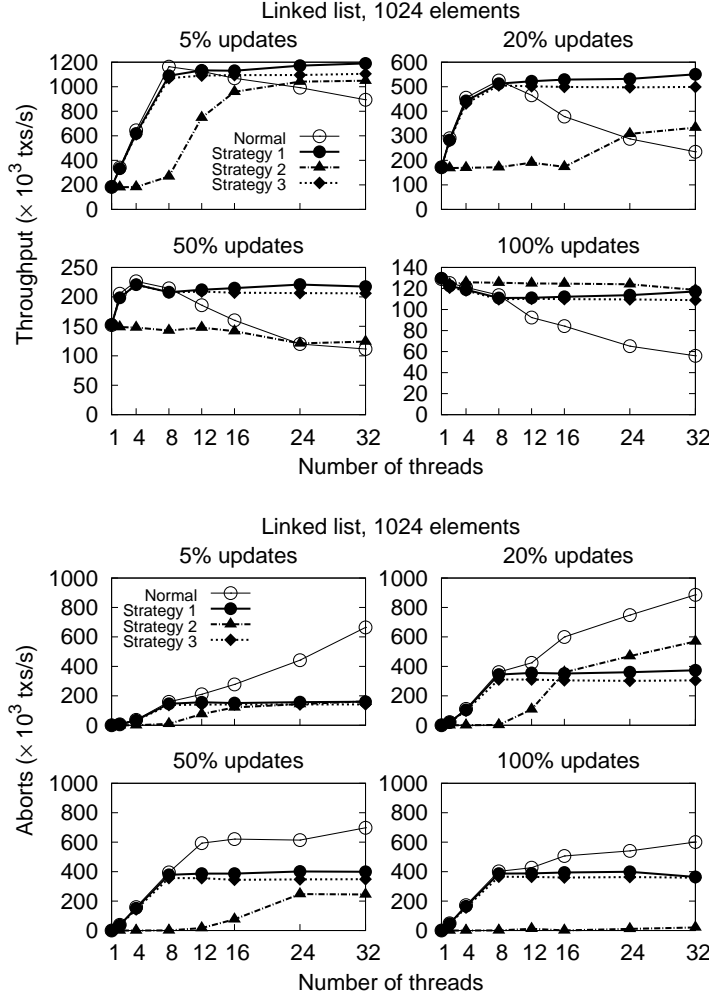 Linked list, 1024 elements
5% updates
20% updates
Throughput (× 10³ txs/s)
1200
1000
800
600
400
200
0
Normal
Strategy 1
Strategy 2
Strategy 3
600
500
400
300
200
100
0
50% updates
100% updates
250
200
150
100
50
0
140
120
100
80
60
40
20
0
1 4 8 12 16 24 32
1 4 8 12 16 24 32
Number of threads
Linked list, 1024 elements
5% updates
20% updates
Aborts (× 10³ txs/s)
1000
800
600
400
200
0
Normal
Strategy 1
Strategy 2
Strategy 3
1000
800
600
400
200
0
50% updates
100% updates
1000
800
600
400
200
0
1000
800
600
400
200
0
1 4 8 12 16 24 32
1 4 8 12 16 24 32
Number of threads